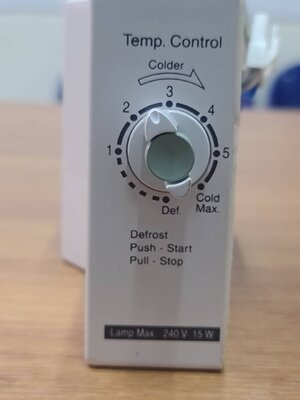 Temp. Control
Colder
3
2 4
1 5
Cold
Def. Max.
Defrost
Push - Start
Pull - Stop
Lamp Max 240 V 15 W